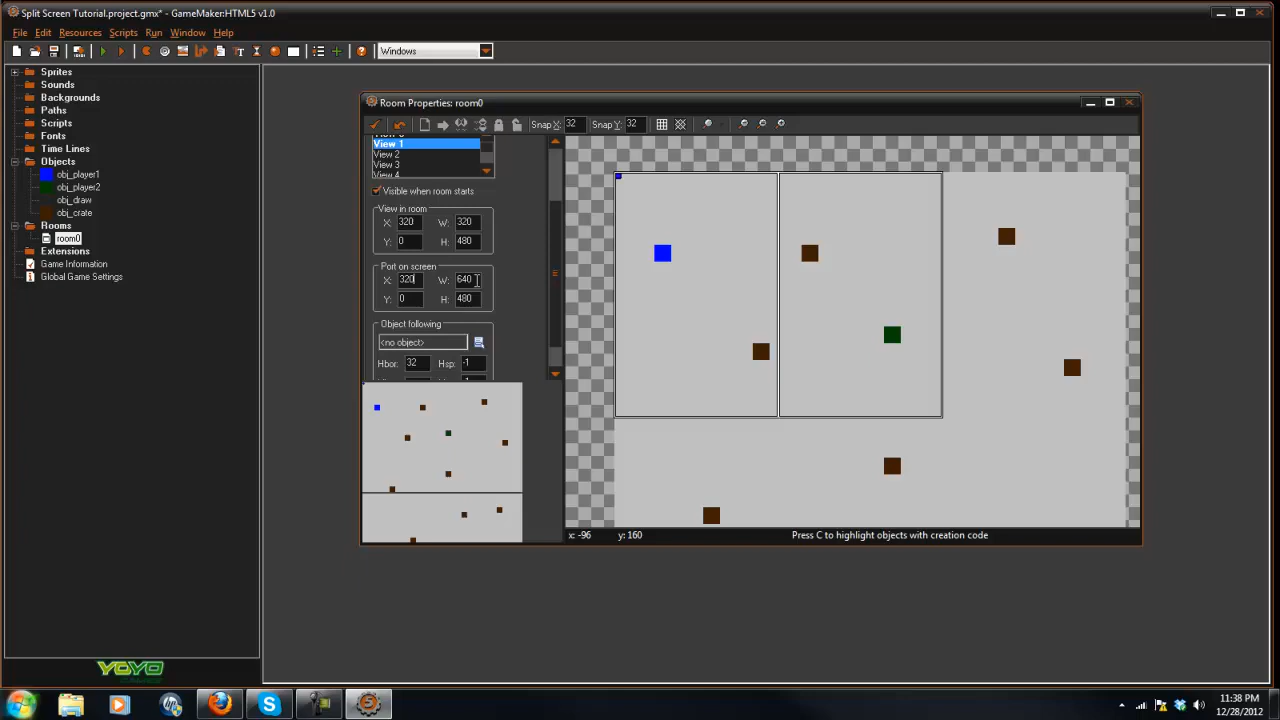 Split Screen Tutorial.project.gmx* - GameMaker:HTML5 v1.0
File Edit Resources Scripts Run Window Help
Windows
Sprites
Sounds
Backgrounds
Paths
Scripts
Fonts
Time Lines
Objects
obj_player1
obj_player2
obj_draw
obj_crate
Rooms
room0
Extensions
Game Information
Global Game Settings
Room Properties: room0
Snap X: 32 Snap Y: 32
View 1
View 2
View 3
View 4
Visible when room starts
View in room
X: 320 W: 320
Y: 0 H: 480
Port on screen
X: 320 W: 640
Y: 0 H: 480
Object following
<no object>
Hbor: 32 Hsp: -1
x: -96 y: 160 Press C to highlight objects with creation code
YOYO
GAMES
11:38 PM
12/28/2012